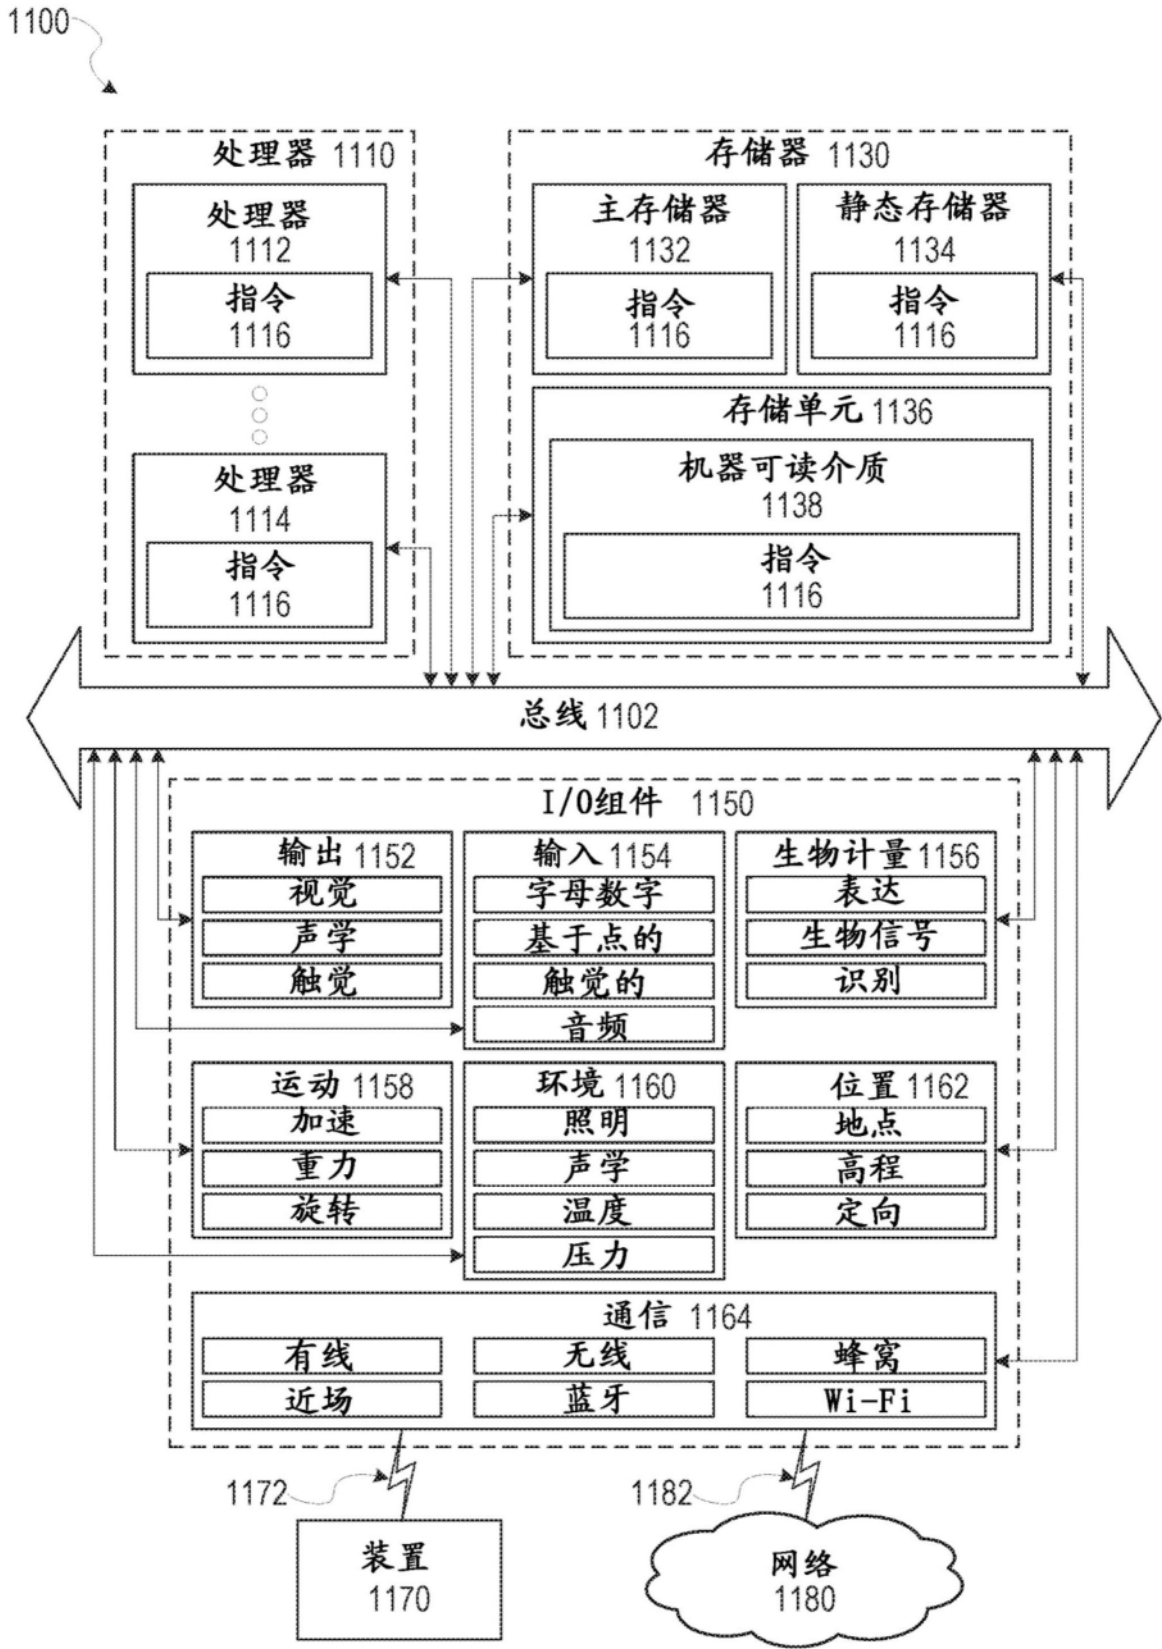 1100
处理器 1110
处理器
1112
指令
1116
处理器
1114
指令
1116
存储器 1130
主存储器
1132
指令
1116
静态存储器
1134
指令
1116
存储单元 1136
机器可读介质
1138
指令
1116
总线 1102
I/O组件 1150
输出 1152
视觉
声学
触觉
输入 1154
字母数字
基于点的
触觉的
音频
生物计量 1156
表达
生物信号
识别
运动 1158
加速
重力
旋转
环境 1160
照明
声学
温度
压力
位置 1162
地点
高程
定向
通信 1164
有线
无线
蜂窝
近场
蓝牙
Wi-Fi
1172
1182
装置
1170
网络
1180